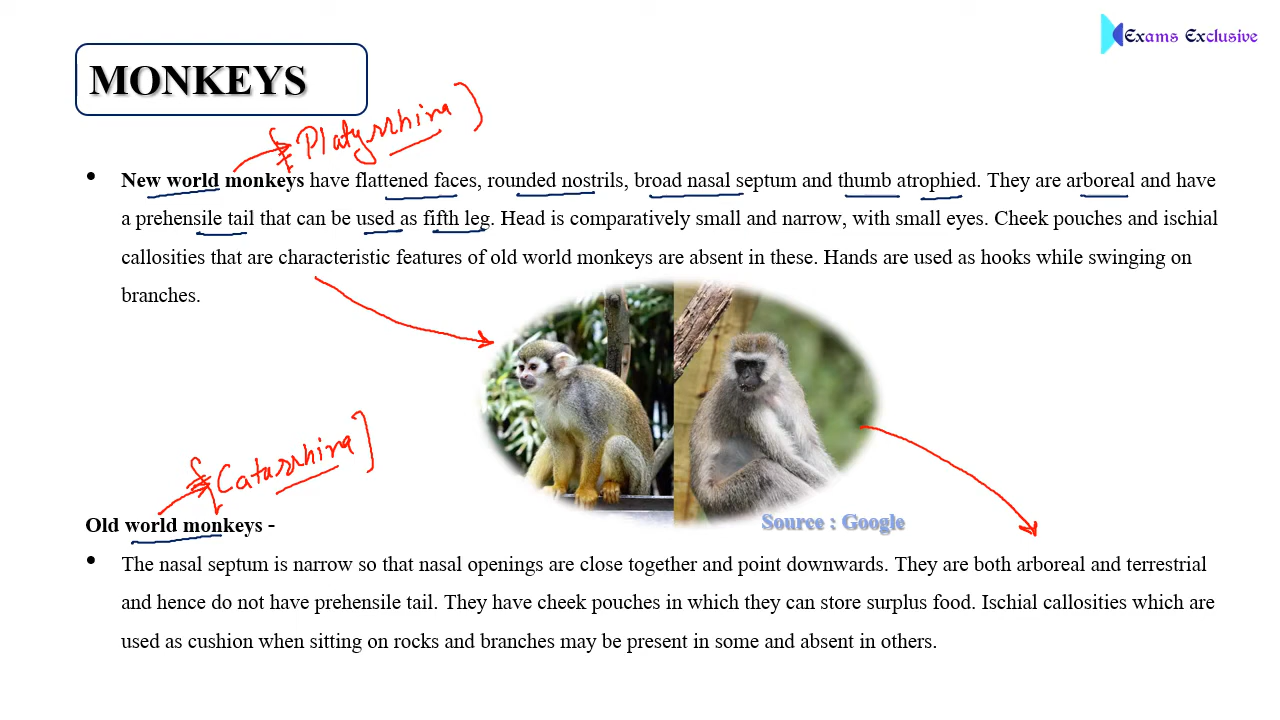 Exams Exclusive
MONKEYS
[Platyrrhina]
• New world monkeys have flattened faces, rounded nostrils, broad nasal septum and thumb atrophied. They are arboreal and have
a prehensile tail that can be used as fifth leg. Head is comparatively small and narrow, with small eyes. Cheek pouches and ischial
callosities that are characteristic features of old world monkeys are absent in these. Hands are used as hooks while swinging on
branches.
[Catarrhina]
Source : Google
Old world monkeys -
• The nasal septum is narrow so that nasal openings are close together and point downwards. They are both arboreal and terrestrial
and hence do not have prehensile tail. They have cheek pouches in which they can store surplus food. Ischial callosities which are
used as cushion when sitting on rocks and branches may be present in some and absent in others.